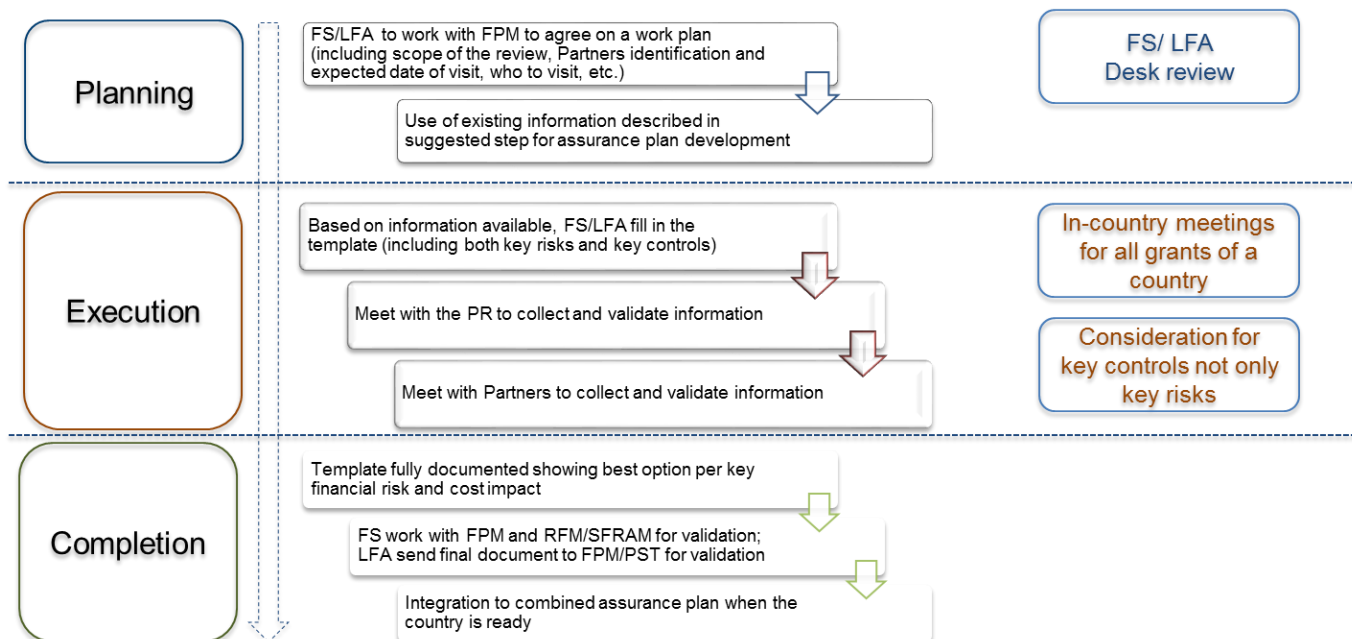 Planning
FS/LFA to work with FPM to agree on a work plan
(including scope of the review, Partners identification and
expected date of visit, who to visit, etc.)
Use of existing information described in
suggested step for assurance plan development
FS/ LFA
Desk review
Execution
Based on information available, FS/LFA fill in the
template (including both key risks and key controls)
Meet with the PR to collect and validate information
Meet with Partners to collect and validate information
In-country meetings
for all grants of a
country
Consideration for
key controls not only
key risks
Completion
Template fully documented showing best option per key
financial risk and cost impact
FS work with FPM and RFM/SFRAM for validation;
LFA send final document to FPM/PST for validation
Integration to combined assurance plan when the
country is ready